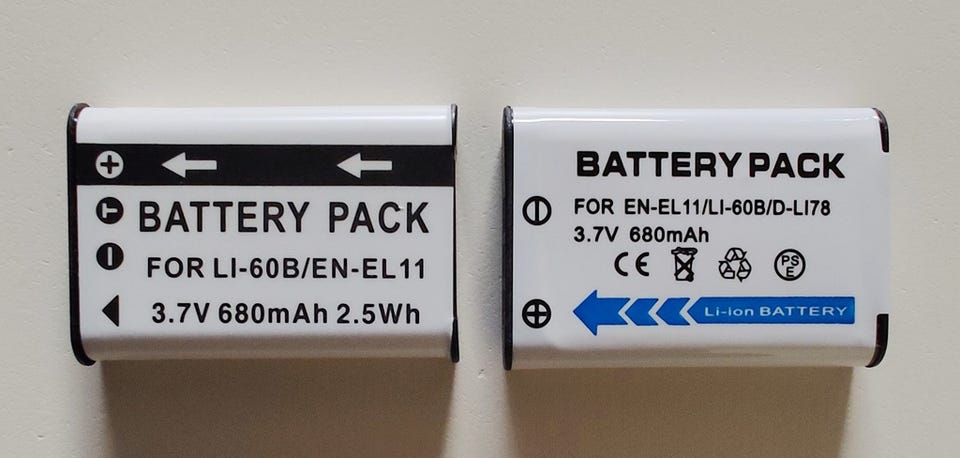 BATTERY PACK
FOR LI-60B/EN-EL11
3.7V 680mAh 2.5Wh
BATTERY PACK
FOR EN-EL11/LI-60B/D-LI78
3.7V 680mAh
CE PSE
Li-ion BATTERY